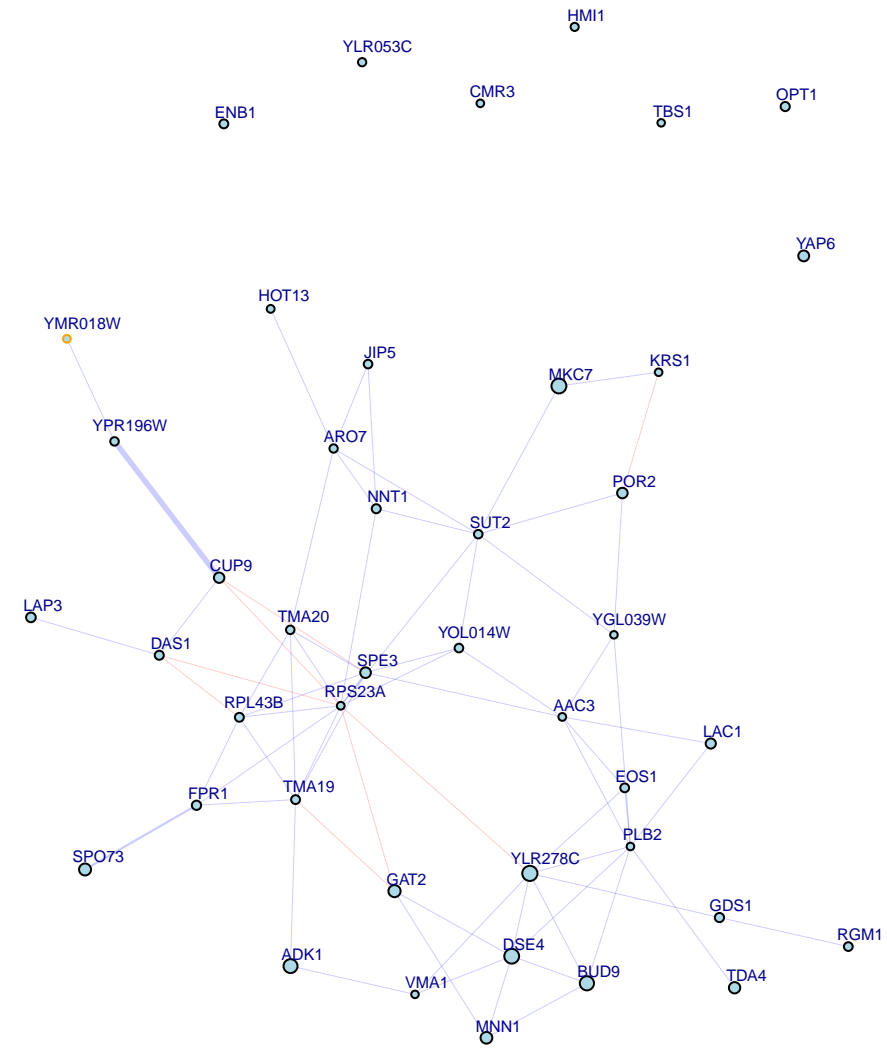 HMI1
YLR053C
CMR3
OPT1
ENB1
TBS1
YAP6
HOT13
YMR018W
JIP5
KRS1
MKC7
YPR196W
ARO7
POR2
NNT1
SUT2
CUP9
LAP3
TMA20
YGL039W
YOL014W
DAS1
SPE3
RPS23A
RPL43B
AAC3
LAC1
EOS1
TMA19
FPR1
PLB2
SPO73
YLR278C
GAT2
GDS1
RGM1
DSE4
ADK1
BUD9
TDA4
VMA1
MNN1